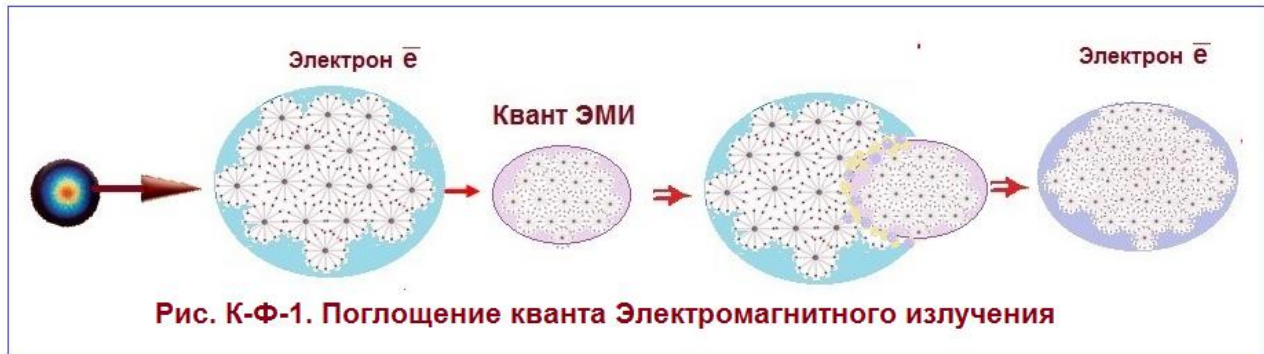 Электрон e̅
Квант ЭМИ
Электрон e̅
Рис. К-Ф-1. Поглощение кванта Электромагнитного излучения